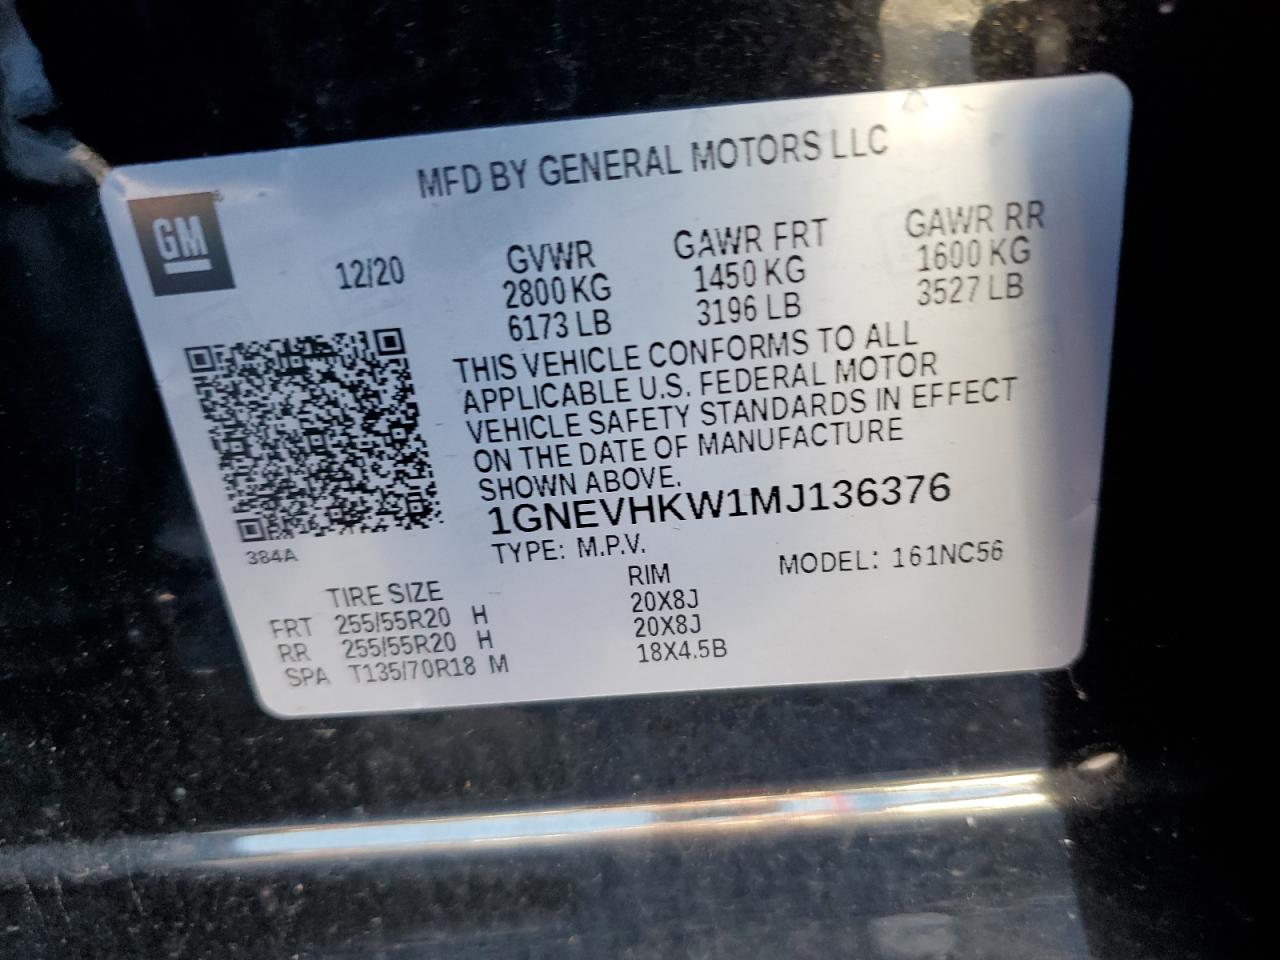 MFD BY GENERAL MOTORS LLC
GM
12/20
GVWR GAWR FRT GAWR RR
2800 KG 1450 KG 1600 KG
6173 LB 3196 LB 3527 LB
THIS VEHICLE CONFORMS TO ALL
APPLICABLE U.S. FEDERAL MOTOR
VEHICLE SAFETY STANDARDS IN EFFECT
ON THE DATE OF MANUFACTURE
SHOWN ABOVE.
1GNEVHKW1MJ136376
TYPE: M.P.V. MODEL: 161NC56
384A
TIRE SIZE RIM
FRT 255/55R20 H 20X8J
RR 255/55R20 H 20X8J
SPA T135/70R18 M 18X4.5B